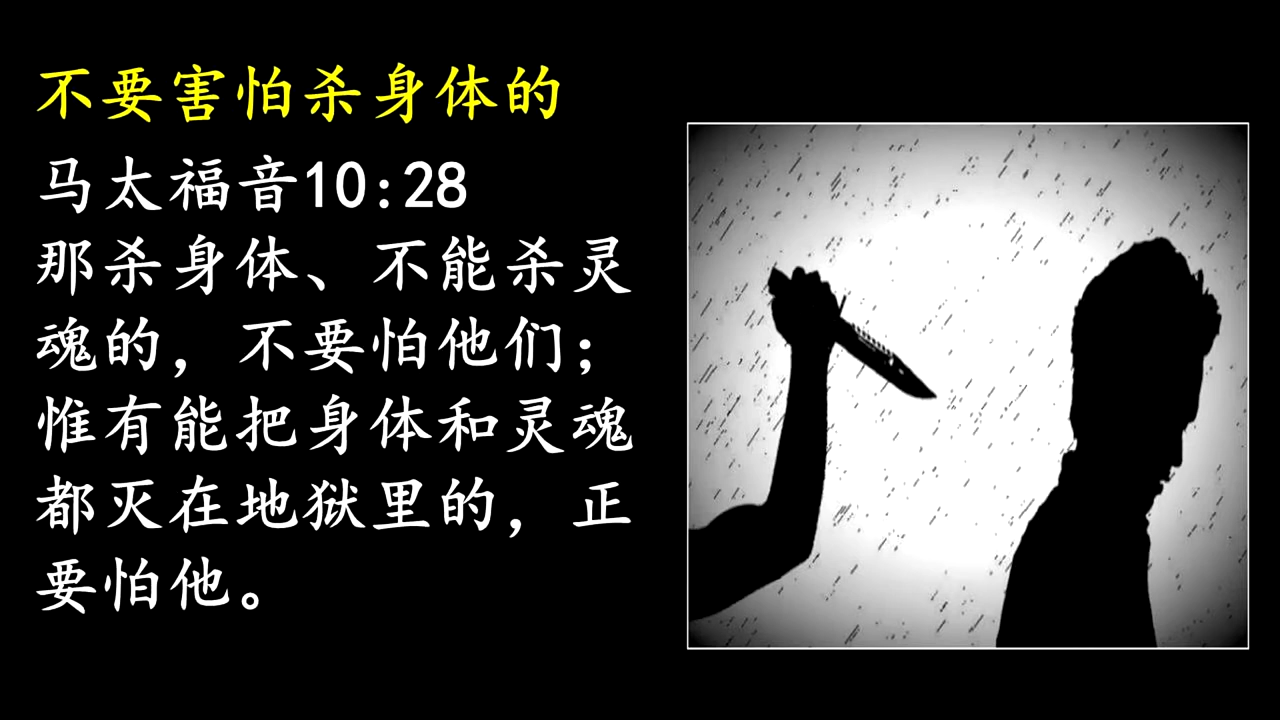 不要害怕杀身体的
马太福音10:28
那杀身体、不能杀灵
魂的，不要怕他们；
惟有能把身体和灵魂
都灭在地狱里的，正
要怕他。